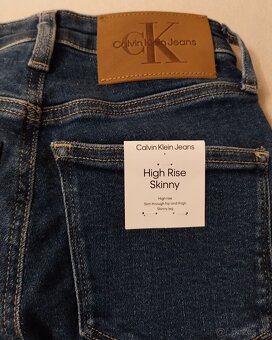 CK
Calvin Klein Jeans
Calvin Klein Jeans
High Rise
Skinny
High rise
Slim through hip and thigh
Skinny leg